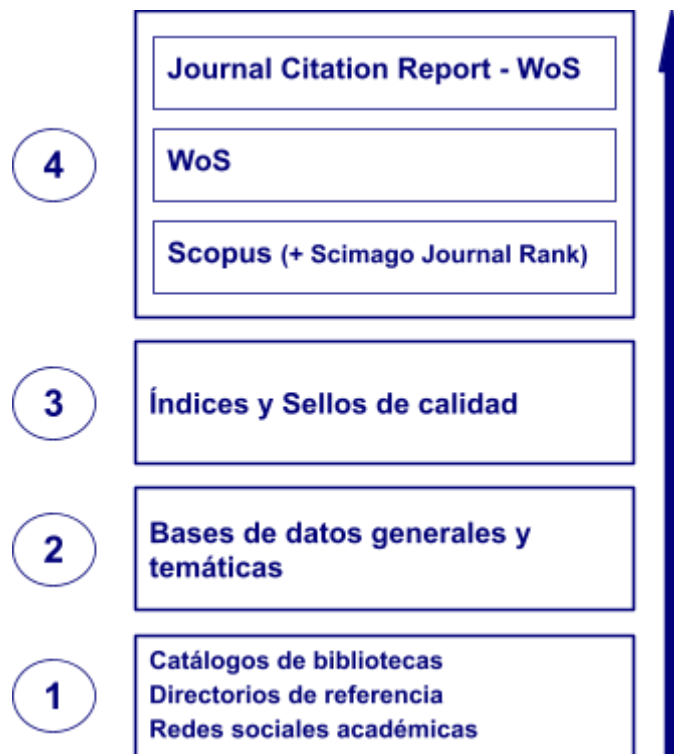 Journal Citation Report - WoS
4
WoS
Scopus (+ Scimago Journal Rank)
3
Índices y Sellos de calidad
2
Bases de datos generales y
temáticas
1
Catálogos de bibliotecas
Directorios de referencia
Redes sociales académicas